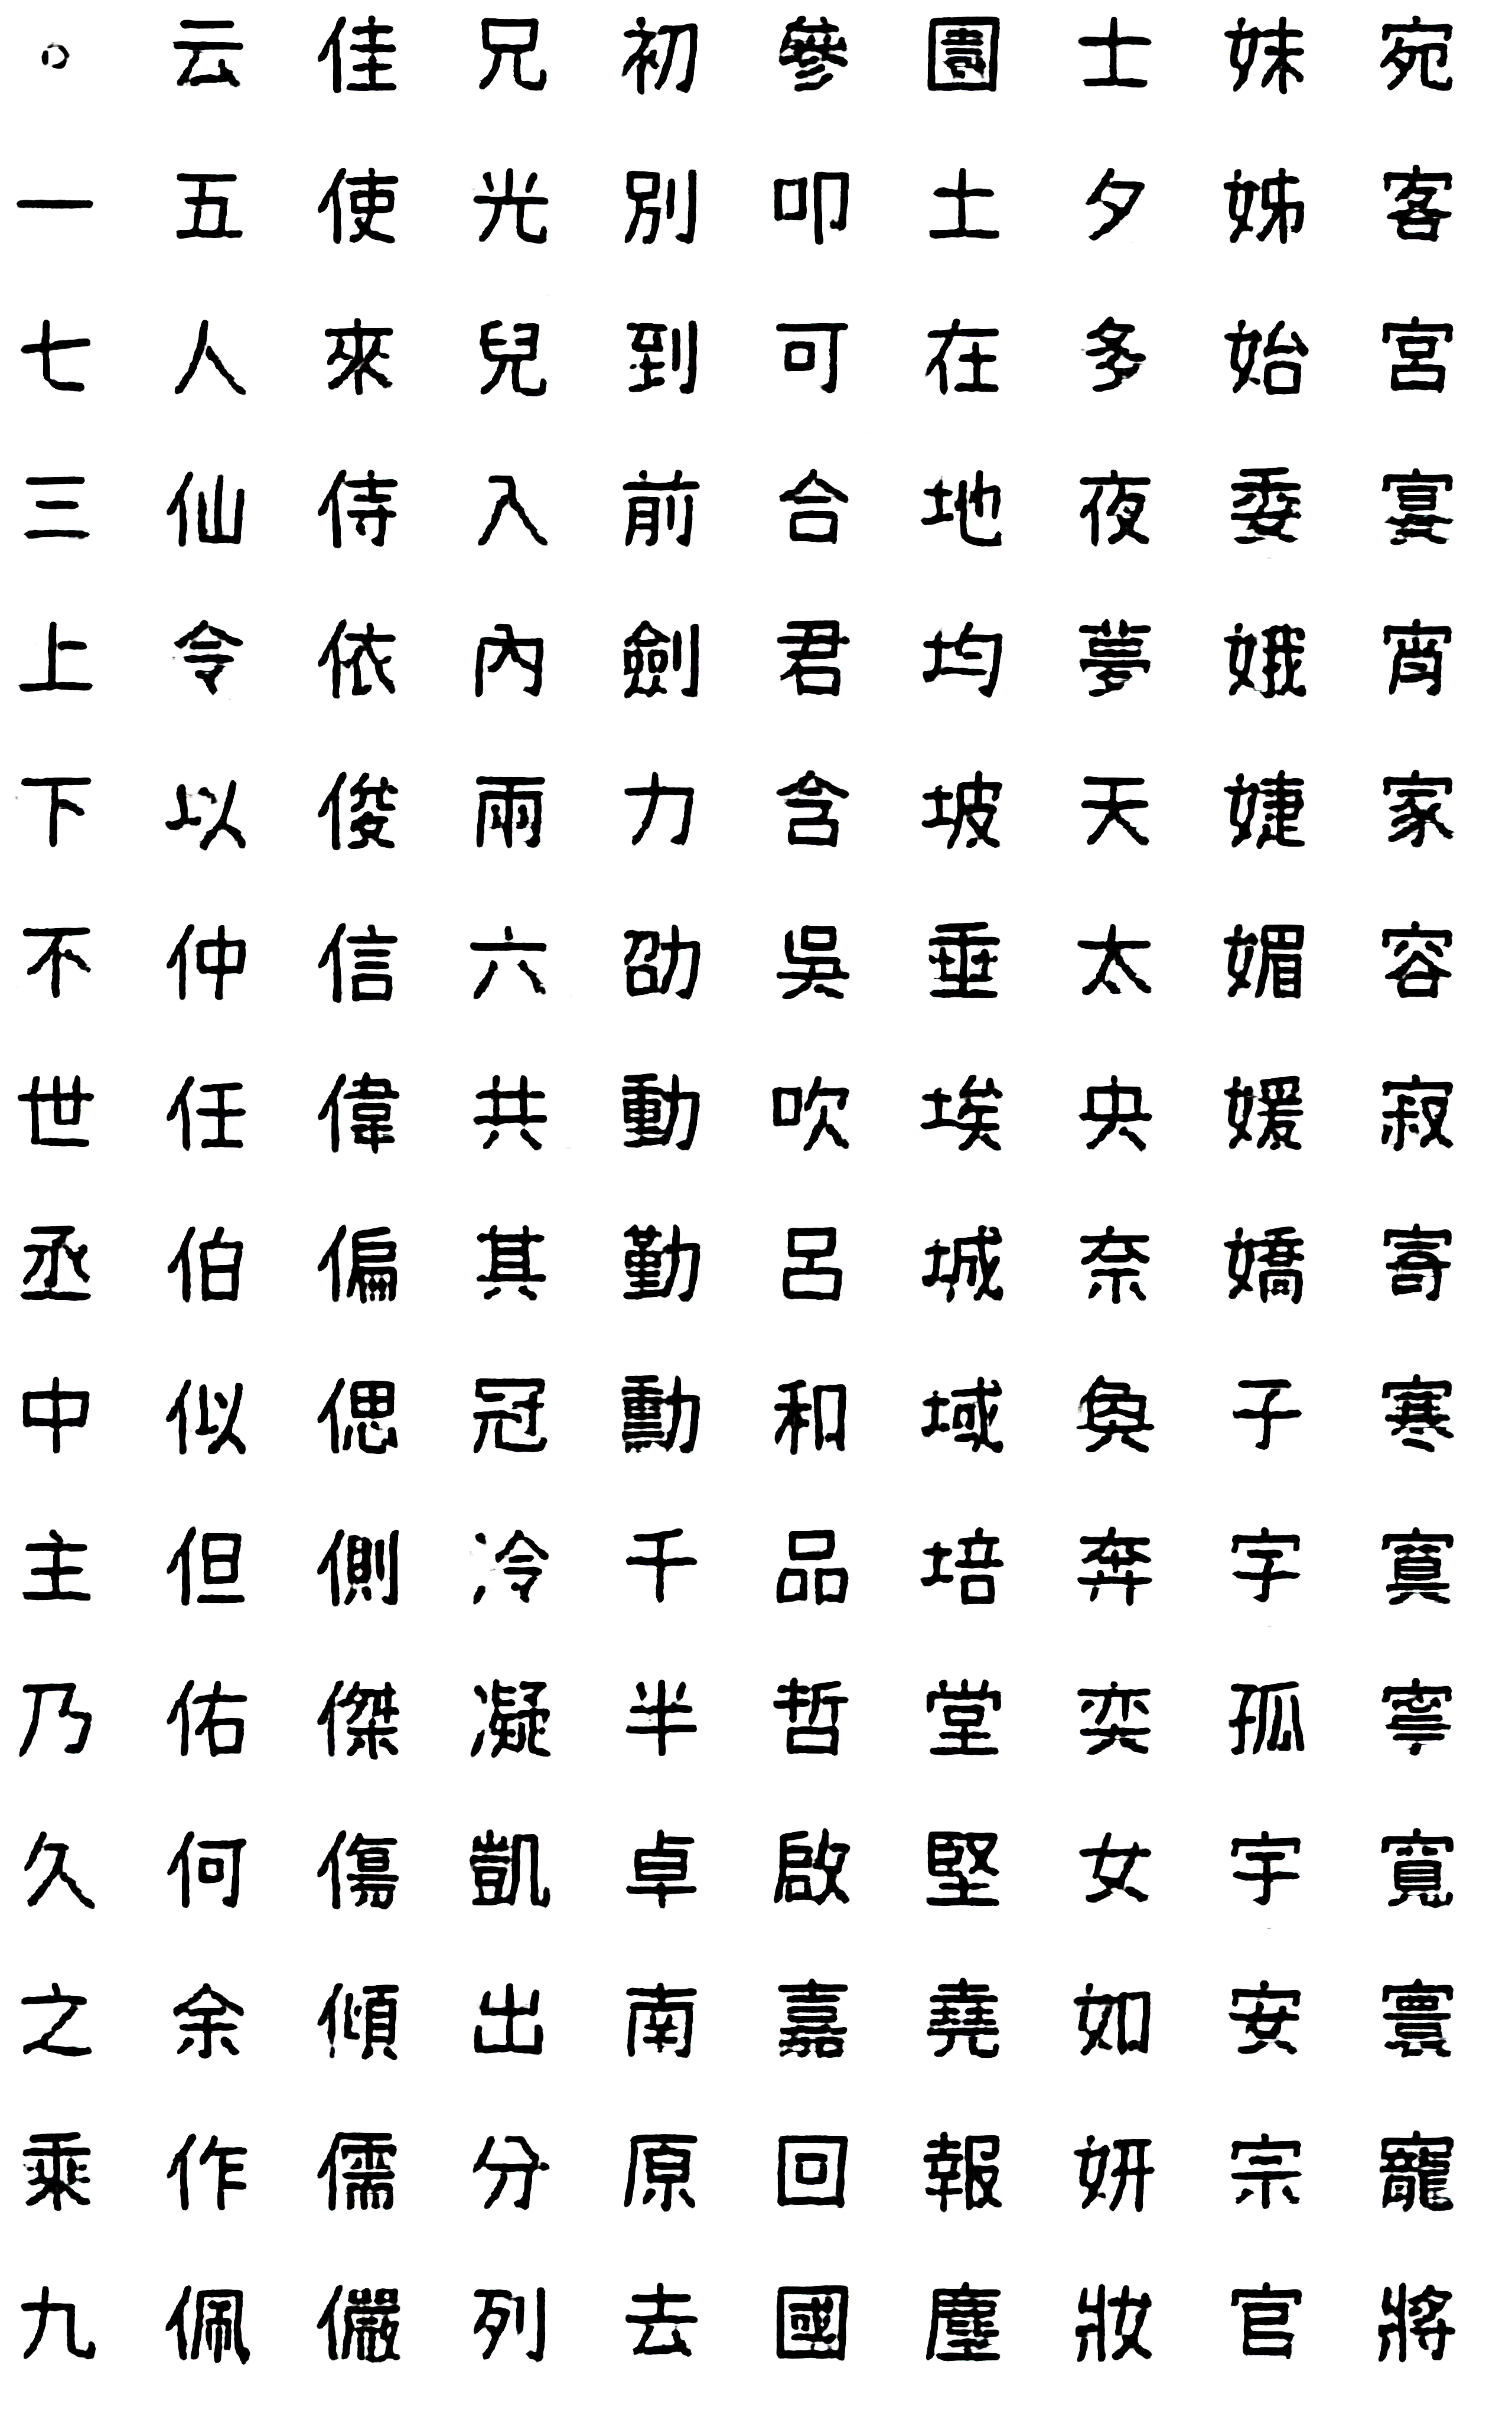 。一七三上下不世丞中主乃久之乘九
云五人仙令以仲任伯似但佑何余作佩
佳使來侍依俊信偉偏偲側傑傷傾儒儼
兄光兒入內兩六共其冠冷凝凱出分列
初別到前劍力劭動勤勳千半卓南原去
參叩可合君含吳吹呂和品哲啟嘉回國
園土在地均坡垂埃城域培堂堅堯報塵
士夕多夜夢天太央奈奐奔奕女如妍妝
妹姊始委娥婕媚媛嬌子字孤宇安宗官
宛客宮宴宵家容寂寄寒寞寧寬寰寵將